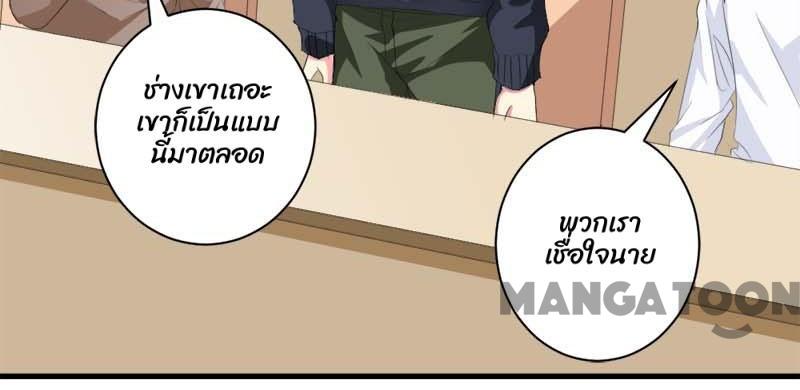 ช่างเขาเถอะ
เขาก็เป็นแบบ
นี้มาตลอด
พวกเรา
เชื่อใจนาย
MANGATOON